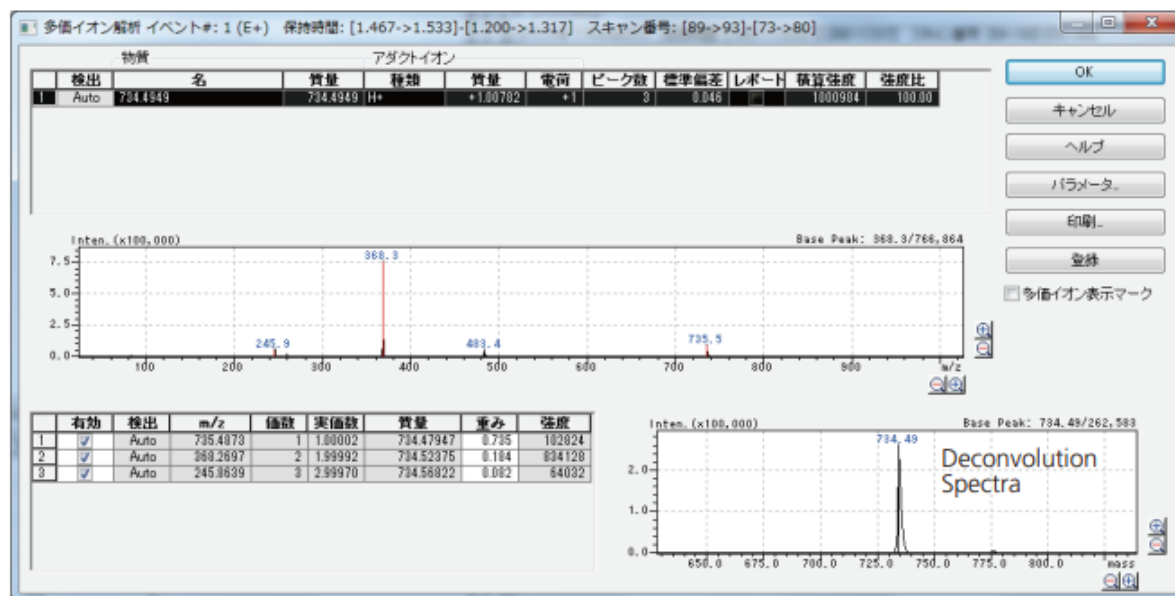 多価イオン解析 イベント#: 1 (E+) 保持時間: [1.467->1.533]-[1.200->1.317] スキャン番号: [89->93]-[73->80]
物質 アダクトイオン
検出 名 質量 種類 質量 電荷 ピーク数 標準偏差 レポート 積算強度 強度比
1 Auto 734.4949 734.4949 H+ +1.00782 +1 3 0.046 1000984 100.00
OK
キャンセル
ヘルプ
パラメータ..
印刷..
登録
多価イオン表示マーク
Inten.(x100,000) Base Peak: 368.3/766,864
7.5
5.0
2.5
0.0
368.3
245.9 483.4 735.5
100 200 300 400 500 600 700 800 900 m/z
有効 検出 m/z 価数 実価数 質量 重み 強度
1 Auto 735.4873 1 1.00002 734.47947 0.735 102824
2 Auto 368.2697 2 1.99992 734.52375 0.184 834128
3 Auto 245.8639 3 2.99970 734.56822 0.082 64032
Inten.(x100,000) Base Peak: 734.49/262,583
734.49
2.0
1.0
0.0
Deconvolution
Spectra
650.0 675.0 700.0 725.0 750.0 775.0 800.0 mass